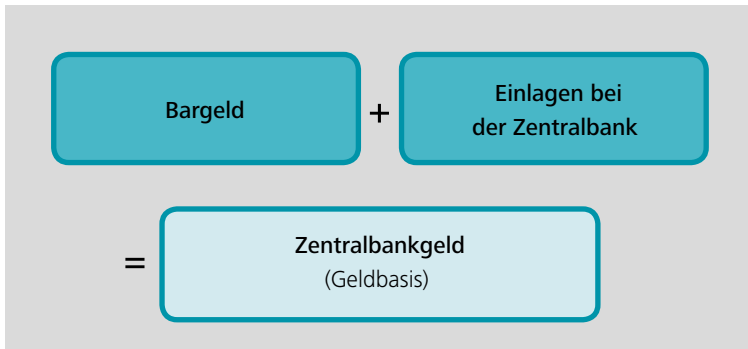 Bargeld
+
Einlagen bei
der Zentralbank
=
Zentralbankgeld
(Geldbasis)